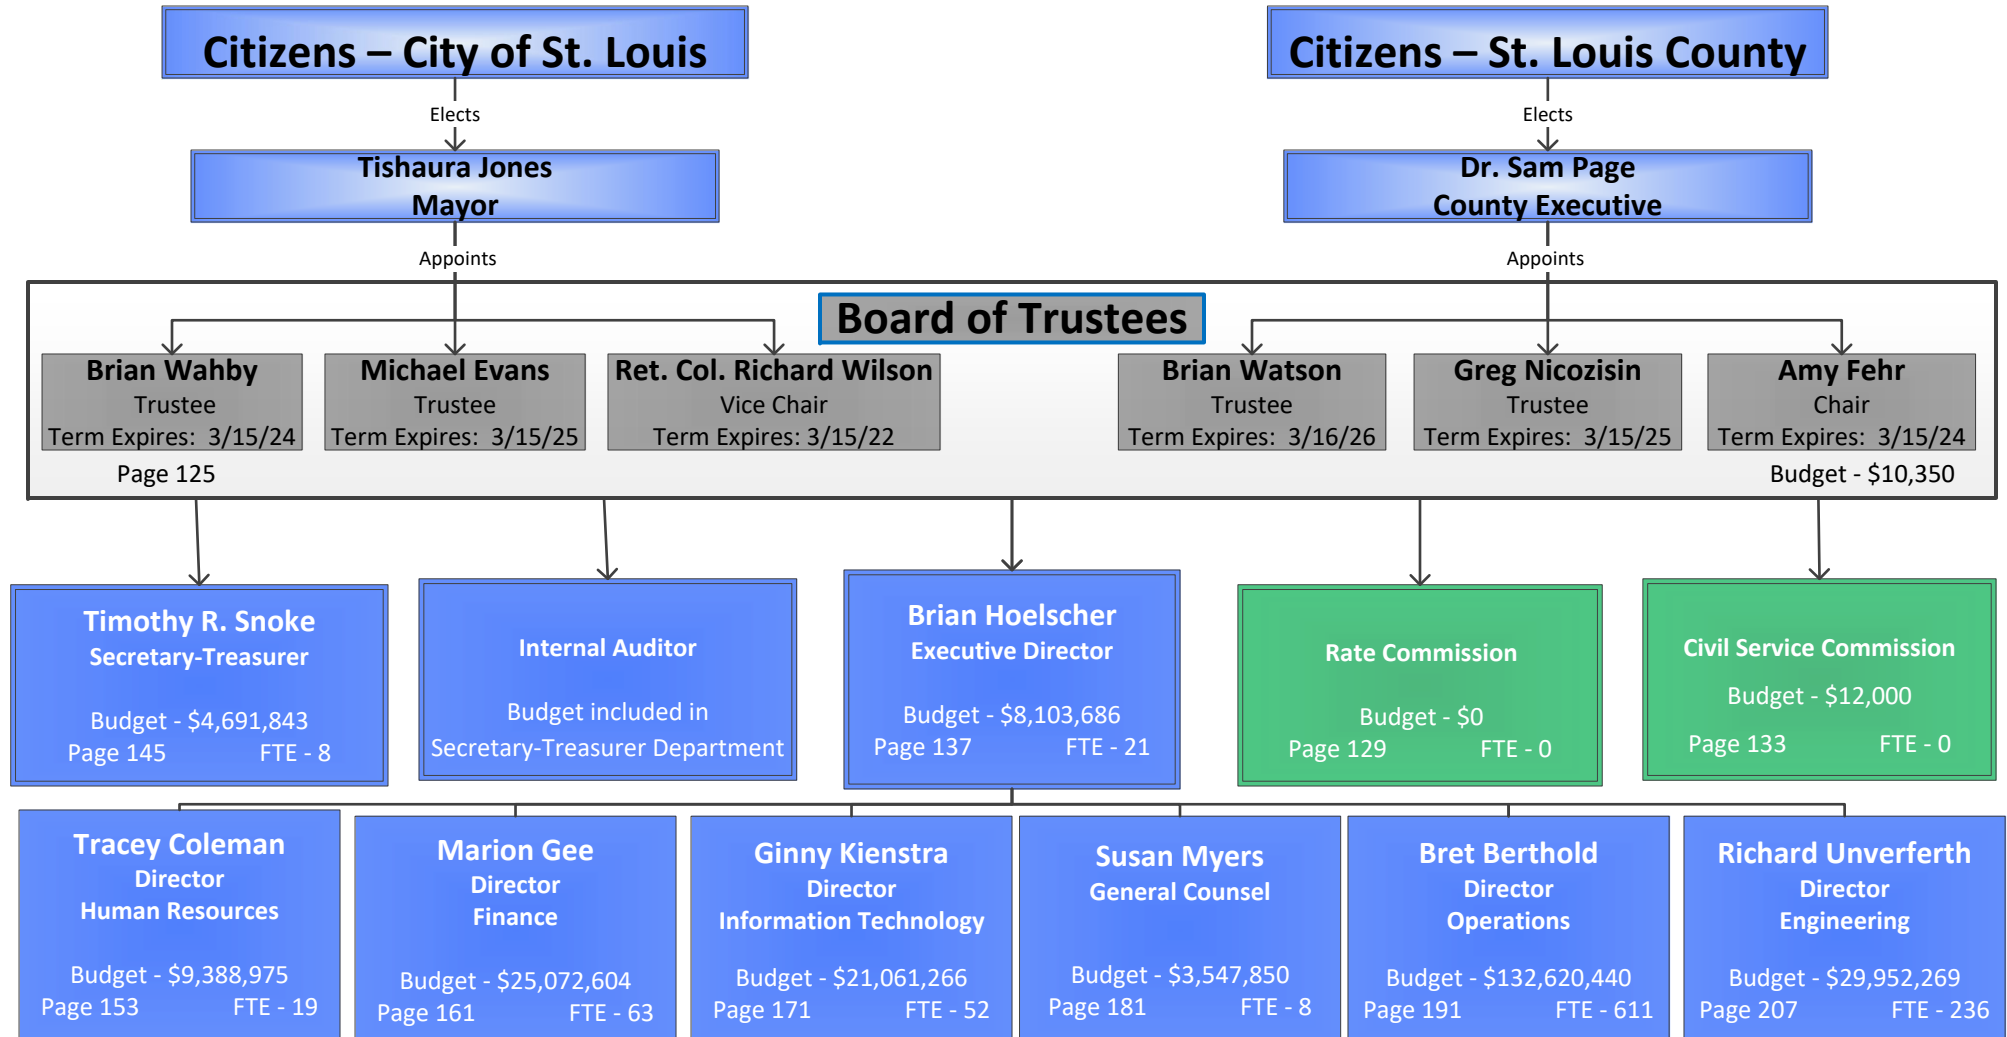 Citizens – City of St. Louis
Citizens – St. Louis County
Elects
Elects
Tishaura Jones
Mayor
Dr. Sam Page
County Executive
Appoints
Appoints
Board of Trustees
Brian Wahby
Trustee
Term Expires: 3/15/24
Michael Evans
Trustee
Term Expires: 3/15/25
Ret. Col. Richard Wilson
Vice Chair
Term Expires: 3/15/22
Brian Watson
Trustee
Term Expires: 3/16/26
Greg Nicozisin
Trustee
Term Expires: 3/15/25
Amy Fehr
Chair
Term Expires: 3/15/24
Page 125
Budget - $10,350
Timothy R. Snoke
Secretary-Treasurer
Budget - $4,691,843
Page 145 FTE - 8
Internal Auditor
Budget included in
Secretary-Treasurer Department
Brian Hoelscher
Executive Director
Budget - $8,103,686
Page 137 FTE - 21
Rate Commission
Budget - $0
Page 129 FTE - 0
Civil Service Commission
Budget - $12,000
Page 133 FTE - 0
Tracey Coleman
Director
Human Resources
Budget - $9,388,975
Page 153 FTE - 19
Marion Gee
Director
Finance
Budget - $25,072,604
Page 161 FTE - 63
Ginny Kienstra
Director
Information Technology
Budget - $21,061,266
Page 171 FTE - 52
Susan Myers
General Counsel
Budget - $3,547,850
Page 181 FTE - 8
Bret Berthold
Director
Operations
Budget - $132,620,440
Page 191 FTE - 611
Richard Unverferth
Director
Engineering
Budget - $29,952,269
Page 207 FTE - 236